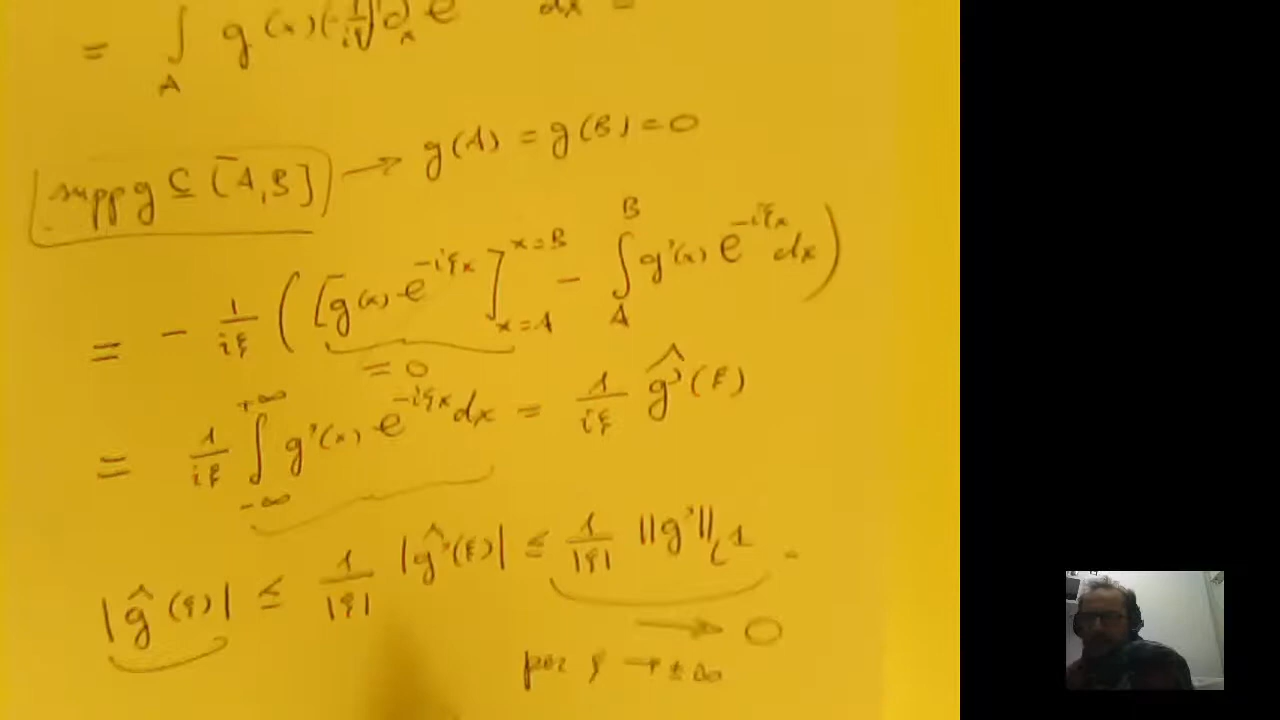 = ∫_A g(x)(-1/iξ)∂_x e dx =
supp g ⊆ [A,B] → g(A) = g(B) = 0
= - 1/iξ ( [g(x) e^{-iξx}]_{x=A}^{x=B} - ∫_A^B g'(x) e^{-iξx} dx )
= 0
= 1/iξ ∫_{-∞}^{+∞} g'(x) e^{-iξx} dx = 1/iξ ĝ'(ξ)
|ĝ(ξ)| ≤ 1/|ξ| |ĝ'(ξ)| ≤ 1/|ξ| ||g'||_{L^1} → 0
per ξ → ±∞